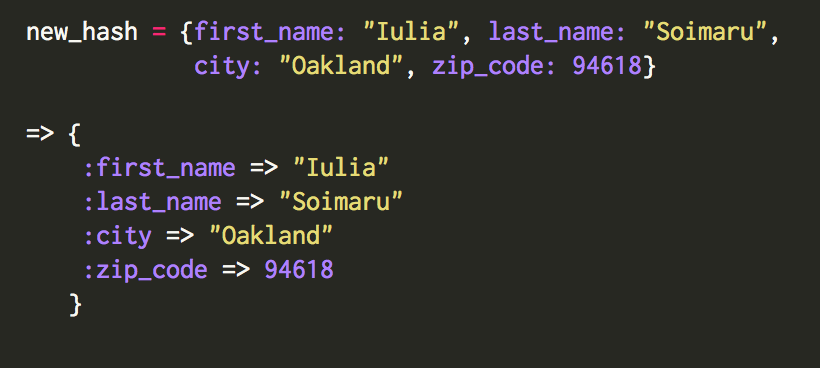 new_hash = {first_name: "Iulia", last_name: "Soimaru",
city: "Oakland", zip_code: 94618}
=> {
:first_name => "Iulia"
:last_name => "Soimaru"
:city => "Oakland"
:zip_code => 94618
}